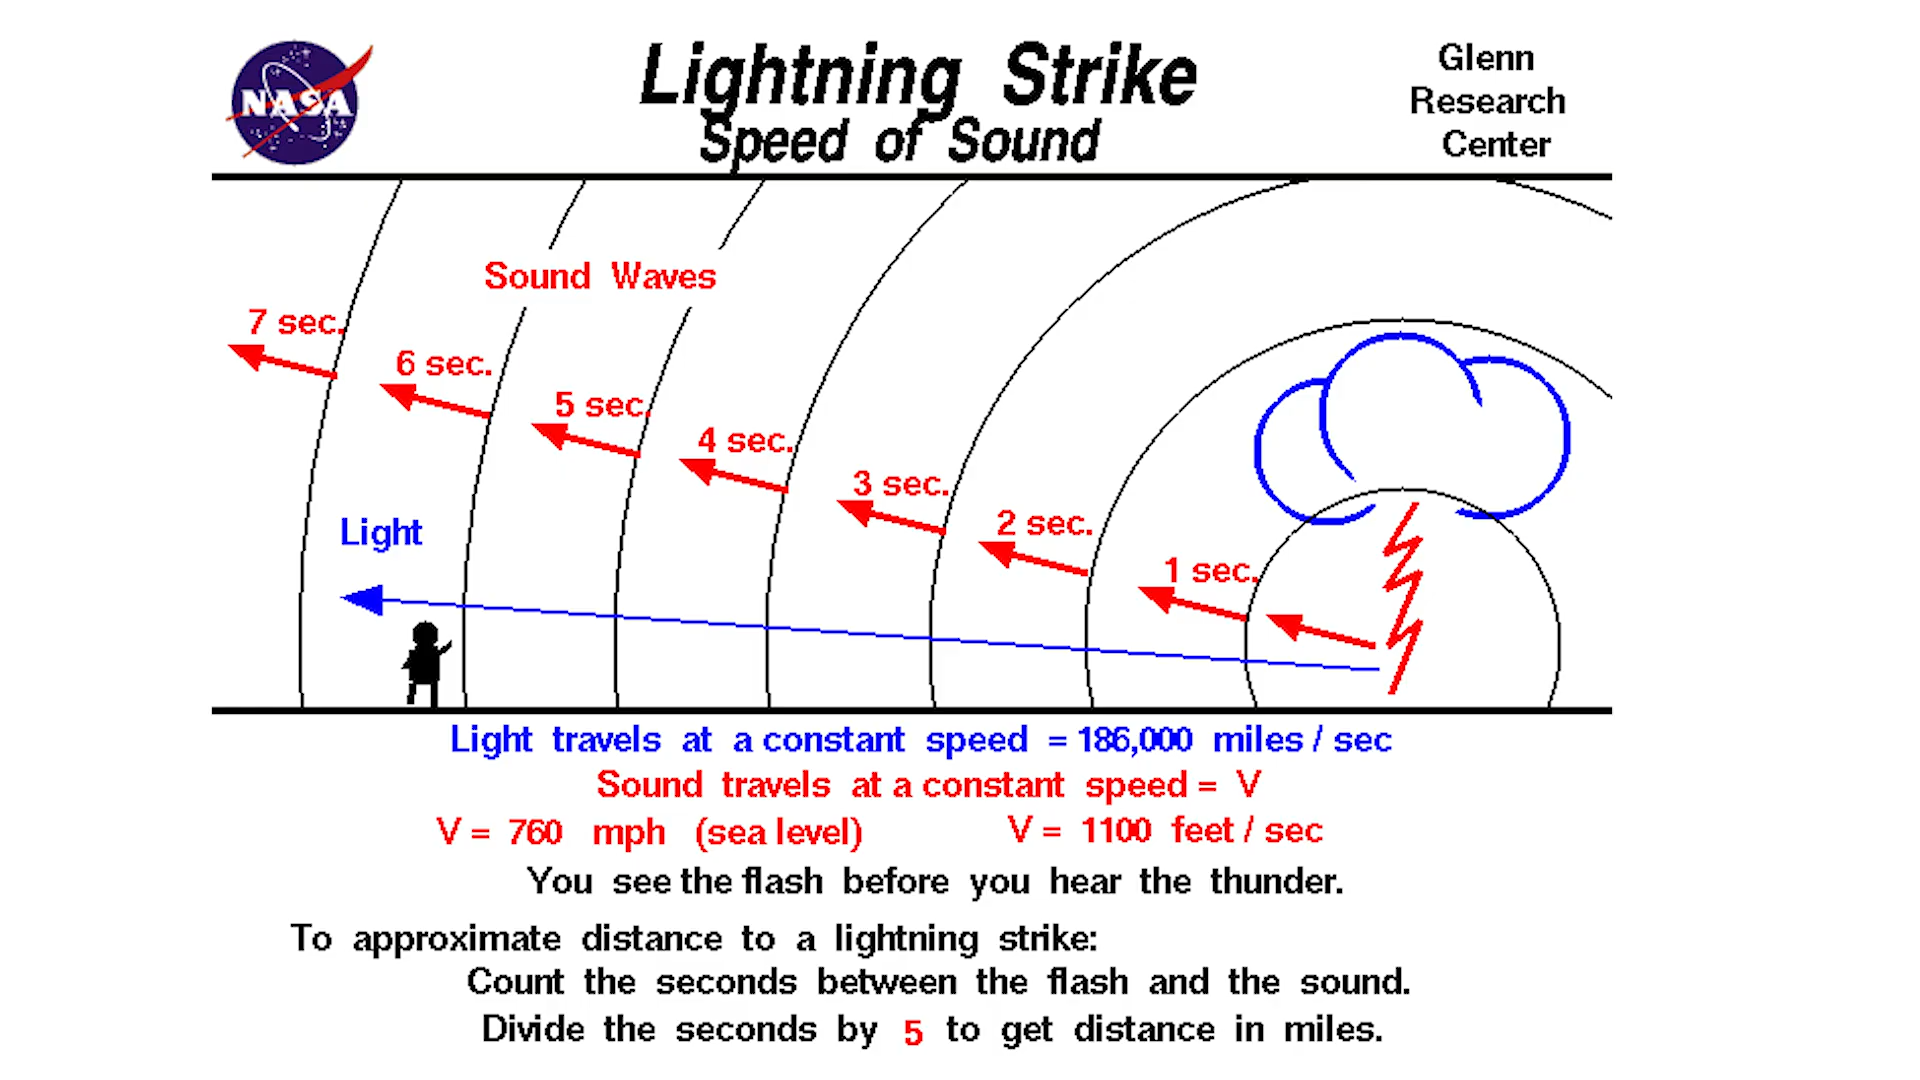 NASA
Lightning Strike
Speed of Sound
Glenn
Research
Center
Sound Waves
7 sec.
6 sec.
5 sec.
4 sec.
3 sec.
2 sec.
1 sec.
Light
Light travels at a constant speed = 186,000 miles / sec
Sound travels at a constant speed = V
V = 760 mph (sea level) V = 1100 feet / sec
You see the flash before you hear the thunder.
To approximate distance to a lightning strike:
Count the seconds between the flash and the sound.
Divide the seconds by 5 to get distance in miles.